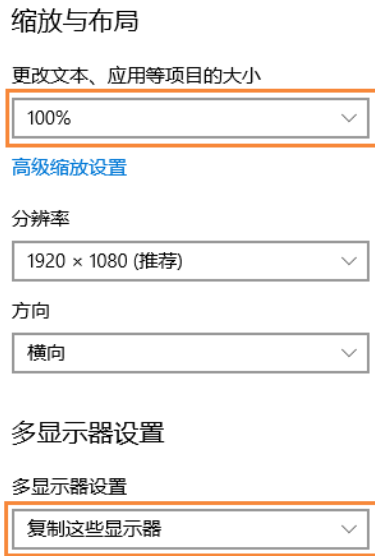 缩放与布局
更改文本、应用等项目的大小
100%
高级缩放设置
分辨率
1920 × 1080 (推荐)
方向
横向
多显示器设置
多显示器设置
复制这些显示器